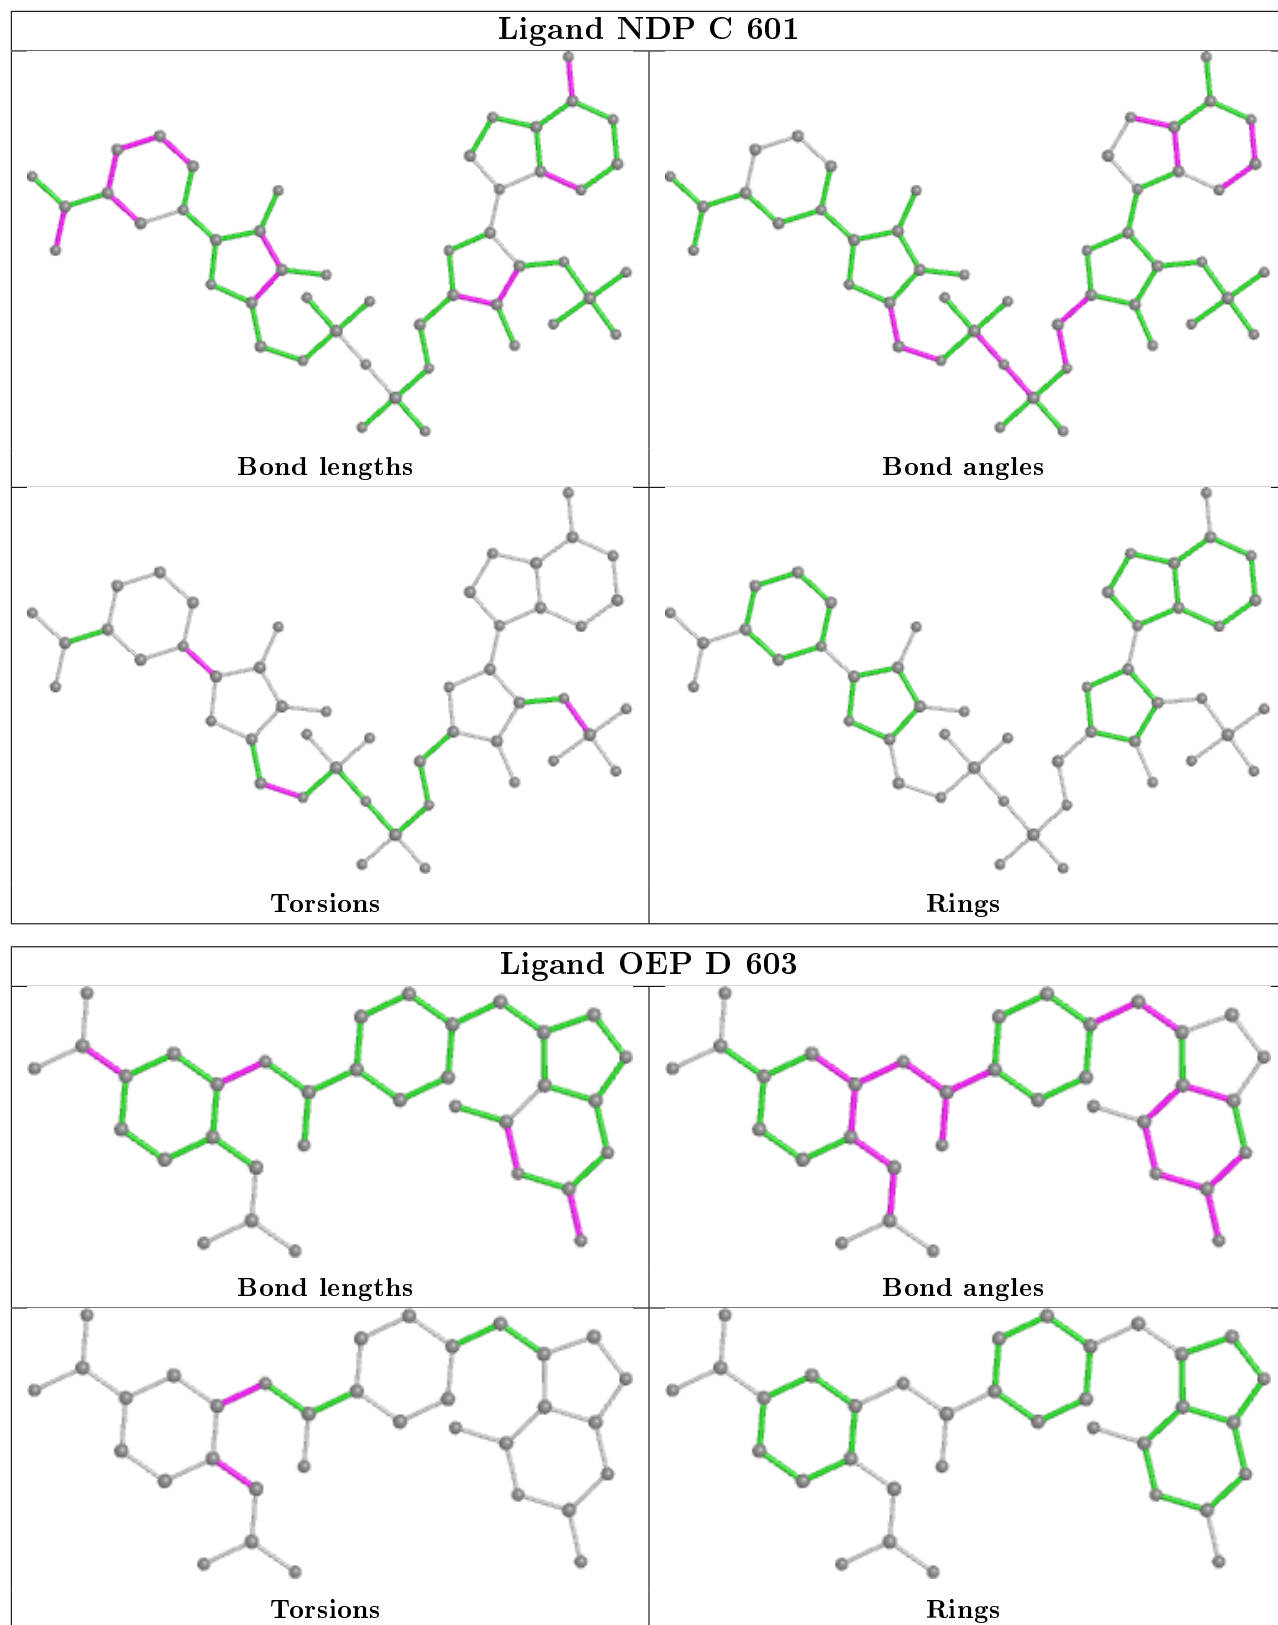 Ligand NDP C 601
Bond lengths
Bond angles
Torsions
Rings
Ligand OEP D 603
Bond lengths
Bond angles
Torsions
Rings